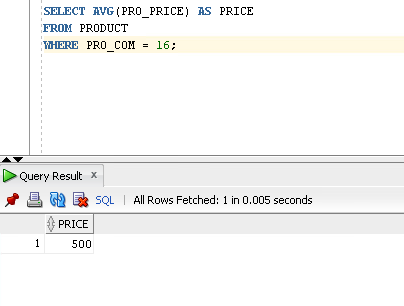 SELECT AVG(PRO_PRICE) AS PRICE
FROM PRODUCT
WHERE PRO_COM = 16;
Query Result x
SQL | All Rows Fetched: 1 in 0.005 seconds
PRICE
1 500